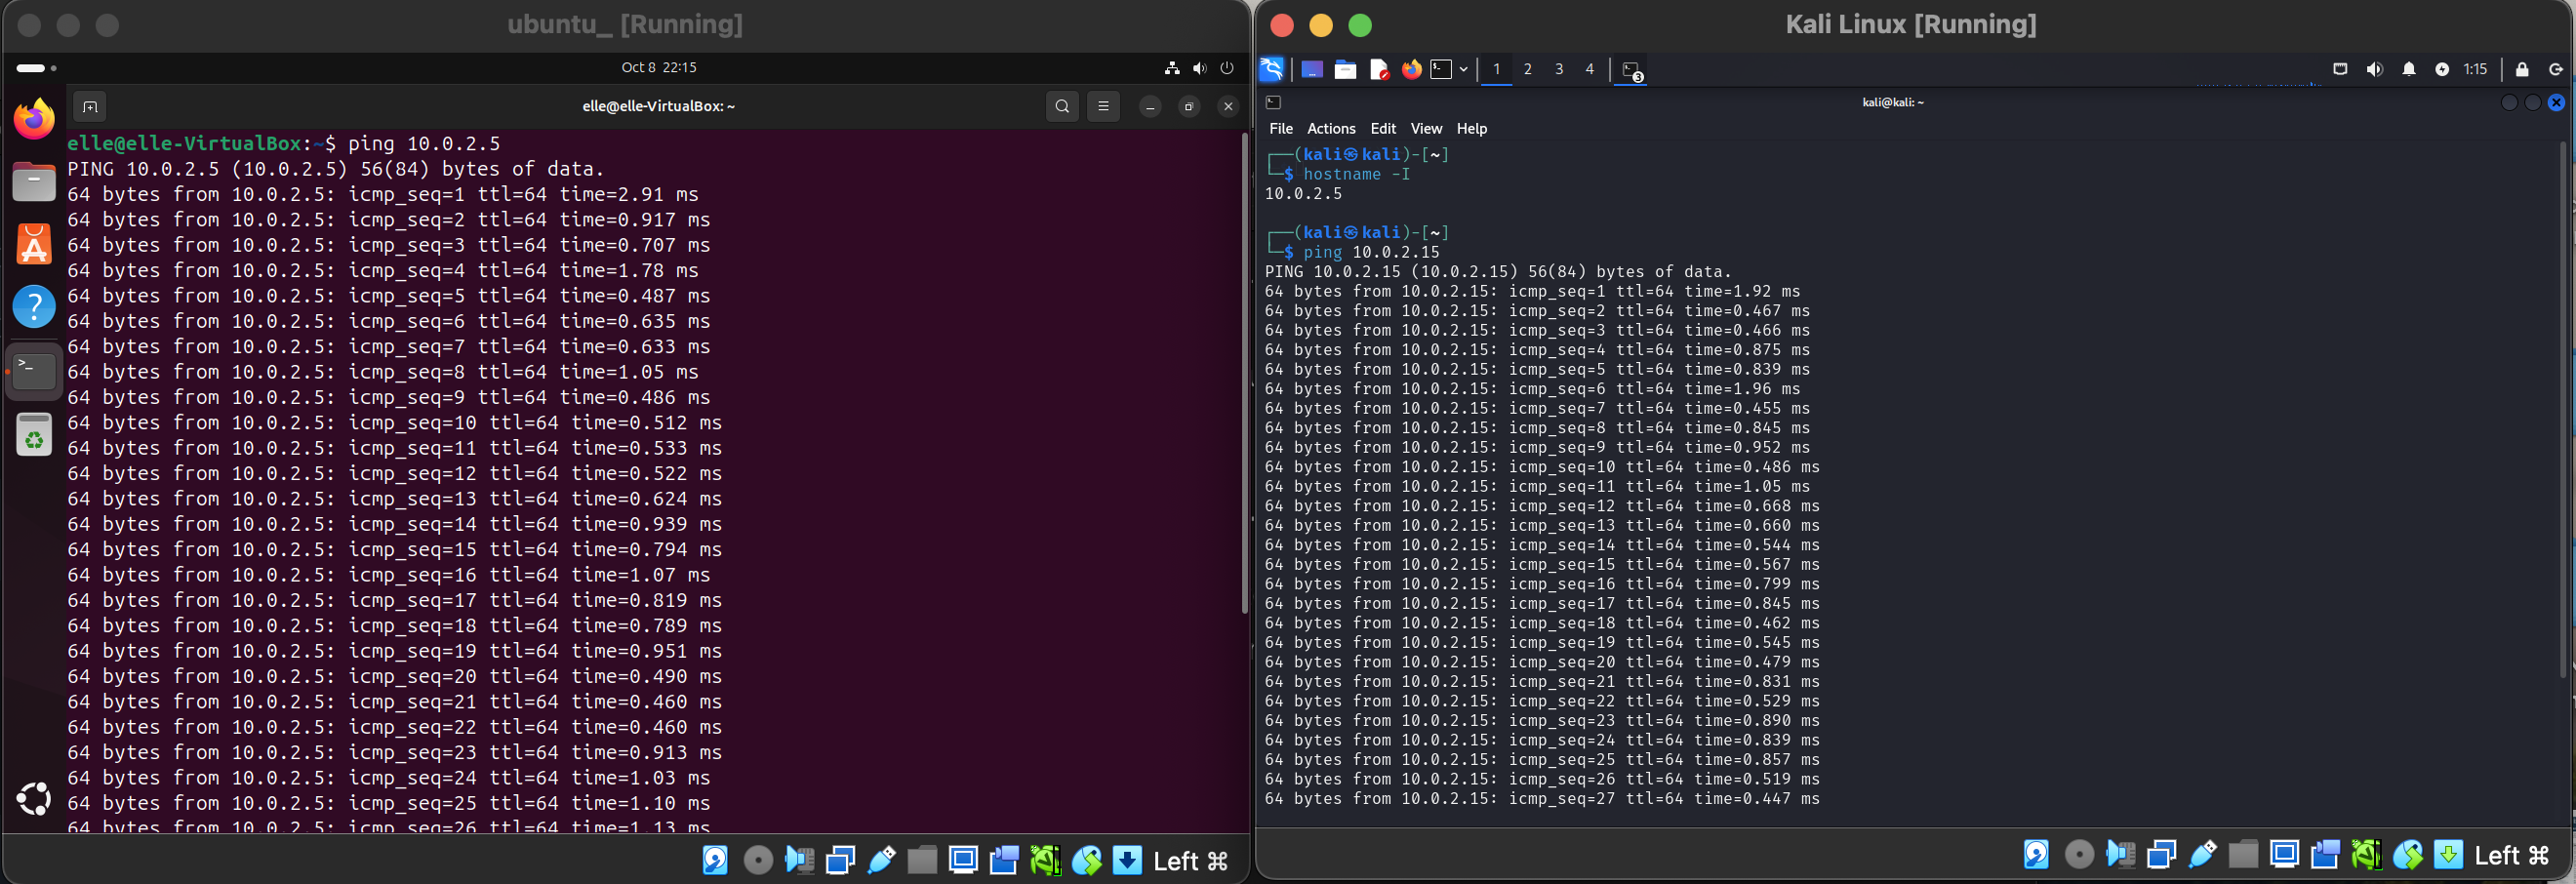 ubuntu_ [Running]
Oct 8 22:15
elle@elle-VirtualBox: ~
elle@elle-VirtualBox:~$ ping 10.0.2.5
PING 10.0.2.5 (10.0.2.5) 56(84) bytes of data.
64 bytes from 10.0.2.5: icmp_seq=1 ttl=64 time=2.91 ms
64 bytes from 10.0.2.5: icmp_seq=2 ttl=64 time=0.917 ms
64 bytes from 10.0.2.5: icmp_seq=3 ttl=64 time=0.707 ms
64 bytes from 10.0.2.5: icmp_seq=4 ttl=64 time=1.78 ms
64 bytes from 10.0.2.5: icmp_seq=5 ttl=64 time=0.487 ms
64 bytes from 10.0.2.5: icmp_seq=6 ttl=64 time=0.635 ms
64 bytes from 10.0.2.5: icmp_seq=7 ttl=64 time=0.633 ms
64 bytes from 10.0.2.5: icmp_seq=8 ttl=64 time=1.05 ms
64 bytes from 10.0.2.5: icmp_seq=9 ttl=64 time=0.486 ms
64 bytes from 10.0.2.5: icmp_seq=10 ttl=64 time=0.512 ms
64 bytes from 10.0.2.5: icmp_seq=11 ttl=64 time=0.533 ms
64 bytes from 10.0.2.5: icmp_seq=12 ttl=64 time=0.522 ms
64 bytes from 10.0.2.5: icmp_seq=13 ttl=64 time=0.624 ms
64 bytes from 10.0.2.5: icmp_seq=14 ttl=64 time=0.939 ms
64 bytes from 10.0.2.5: icmp_seq=15 ttl=64 time=0.794 ms
64 bytes from 10.0.2.5: icmp_seq=16 ttl=64 time=1.07 ms
64 bytes from 10.0.2.5: icmp_seq=17 ttl=64 time=0.819 ms
64 bytes from 10.0.2.5: icmp_seq=18 ttl=64 time=0.789 ms
64 bytes from 10.0.2.5: icmp_seq=19 ttl=64 time=0.951 ms
64 bytes from 10.0.2.5: icmp_seq=20 ttl=64 time=0.490 ms
64 bytes from 10.0.2.5: icmp_seq=21 ttl=64 time=0.460 ms
64 bytes from 10.0.2.5: icmp_seq=22 ttl=64 time=0.460 ms
64 bytes from 10.0.2.5: icmp_seq=23 ttl=64 time=0.913 ms
64 bytes from 10.0.2.5: icmp_seq=24 ttl=64 time=1.03 ms
64 bytes from 10.0.2.5: icmp_seq=25 ttl=64 time=1.10 ms
64 bytes from 10.0.2.5: icmp_seq=26 ttl=64 time=1.13 ms
Left ⌘
Kali Linux [Running]
1 2 3 4
3
1:15
kali@kali: ~
File Actions Edit View Help
┌──(kali㉿kali)-[~]
└─$ hostname -I
10.0.2.5
┌──(kali㉿kali)-[~]
└─$ ping 10.0.2.15
PING 10.0.2.15 (10.0.2.15) 56(84) bytes of data.
64 bytes from 10.0.2.15: icmp_seq=1 ttl=64 time=1.92 ms
64 bytes from 10.0.2.15: icmp_seq=2 ttl=64 time=0.467 ms
64 bytes from 10.0.2.15: icmp_seq=3 ttl=64 time=0.466 ms
64 bytes from 10.0.2.15: icmp_seq=4 ttl=64 time=0.875 ms
64 bytes from 10.0.2.15: icmp_seq=5 ttl=64 time=0.839 ms
64 bytes from 10.0.2.15: icmp_seq=6 ttl=64 time=1.96 ms
64 bytes from 10.0.2.15: icmp_seq=7 ttl=64 time=0.455 ms
64 bytes from 10.0.2.15: icmp_seq=8 ttl=64 time=0.845 ms
64 bytes from 10.0.2.15: icmp_seq=9 ttl=64 time=0.952 ms
64 bytes from 10.0.2.15: icmp_seq=10 ttl=64 time=0.486 ms
64 bytes from 10.0.2.15: icmp_seq=11 ttl=64 time=1.05 ms
64 bytes from 10.0.2.15: icmp_seq=12 ttl=64 time=0.668 ms
64 bytes from 10.0.2.15: icmp_seq=13 ttl=64 time=0.660 ms
64 bytes from 10.0.2.15: icmp_seq=14 ttl=64 time=0.544 ms
64 bytes from 10.0.2.15: icmp_seq=15 ttl=64 time=0.567 ms
64 bytes from 10.0.2.15: icmp_seq=16 ttl=64 time=0.799 ms
64 bytes from 10.0.2.15: icmp_seq=17 ttl=64 time=0.845 ms
64 bytes from 10.0.2.15: icmp_seq=18 ttl=64 time=0.462 ms
64 bytes from 10.0.2.15: icmp_seq=19 ttl=64 time=0.545 ms
64 bytes from 10.0.2.15: icmp_seq=20 ttl=64 time=0.479 ms
64 bytes from 10.0.2.15: icmp_seq=21 ttl=64 time=0.831 ms
64 bytes from 10.0.2.15: icmp_seq=22 ttl=64 time=0.529 ms
64 bytes from 10.0.2.15: icmp_seq=23 ttl=64 time=0.890 ms
64 bytes from 10.0.2.15: icmp_seq=24 ttl=64 time=0.839 ms
64 bytes from 10.0.2.15: icmp_seq=25 ttl=64 time=0.857 ms
64 bytes from 10.0.2.15: icmp_seq=26 ttl=64 time=0.519 ms
64 bytes from 10.0.2.15: icmp_seq=27 ttl=64 time=0.447 ms
Left ⌘